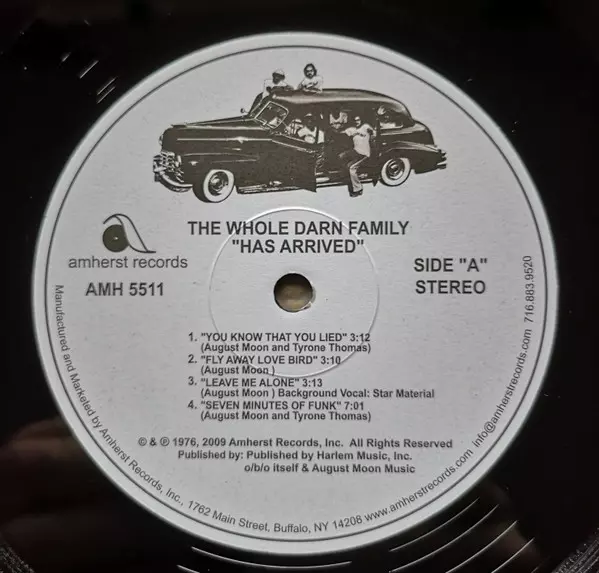 THE WHOLE DARN FAMILY
"HAS ARRIVED"
amherst records
AMH 5511
SIDE "A"
STEREO
1. "YOU KNOW THAT YOU LIED" 3:12
(August Moon and Tyrone Thomas)
2. "FLY AWAY LOVE BIRD" 3:10
(August Moon )
3. "LEAVE ME ALONE" 3:13
(August Moon ) Background Vocal: Star Material
4. "SEVEN MINUTES OF FUNK" 7:01
(August Moon and Tyrone Thomas)
© & ℗ 1976, 2009 Amherst Records, Inc. All Rights Reserved
Published by: Published by Harlem Music, Inc.
o/b/o itself & August Moon Music
Manufactured and Marketed by Amherst Records, Inc., 1762 Main Street, Buffalo, NY 14208 www.amherstrecords.com info@amherstrecords.com 716.883.9520